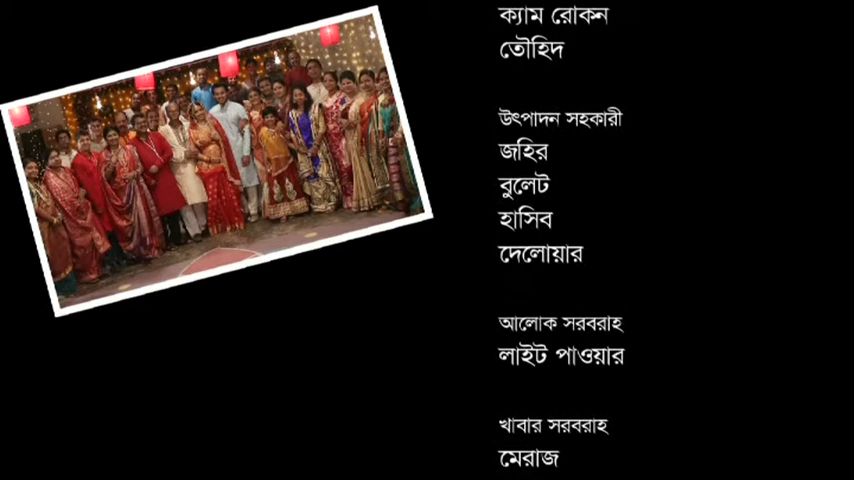 ক্যাম রোকন
তৌহিদ
উৎপাদন সহকারী
জহির
বুলেট
হাসিব
দেলোয়ার
আলোক সরবরাহ
লাইট পাওয়ার
খাবার সরবরাহ
মেরাজ